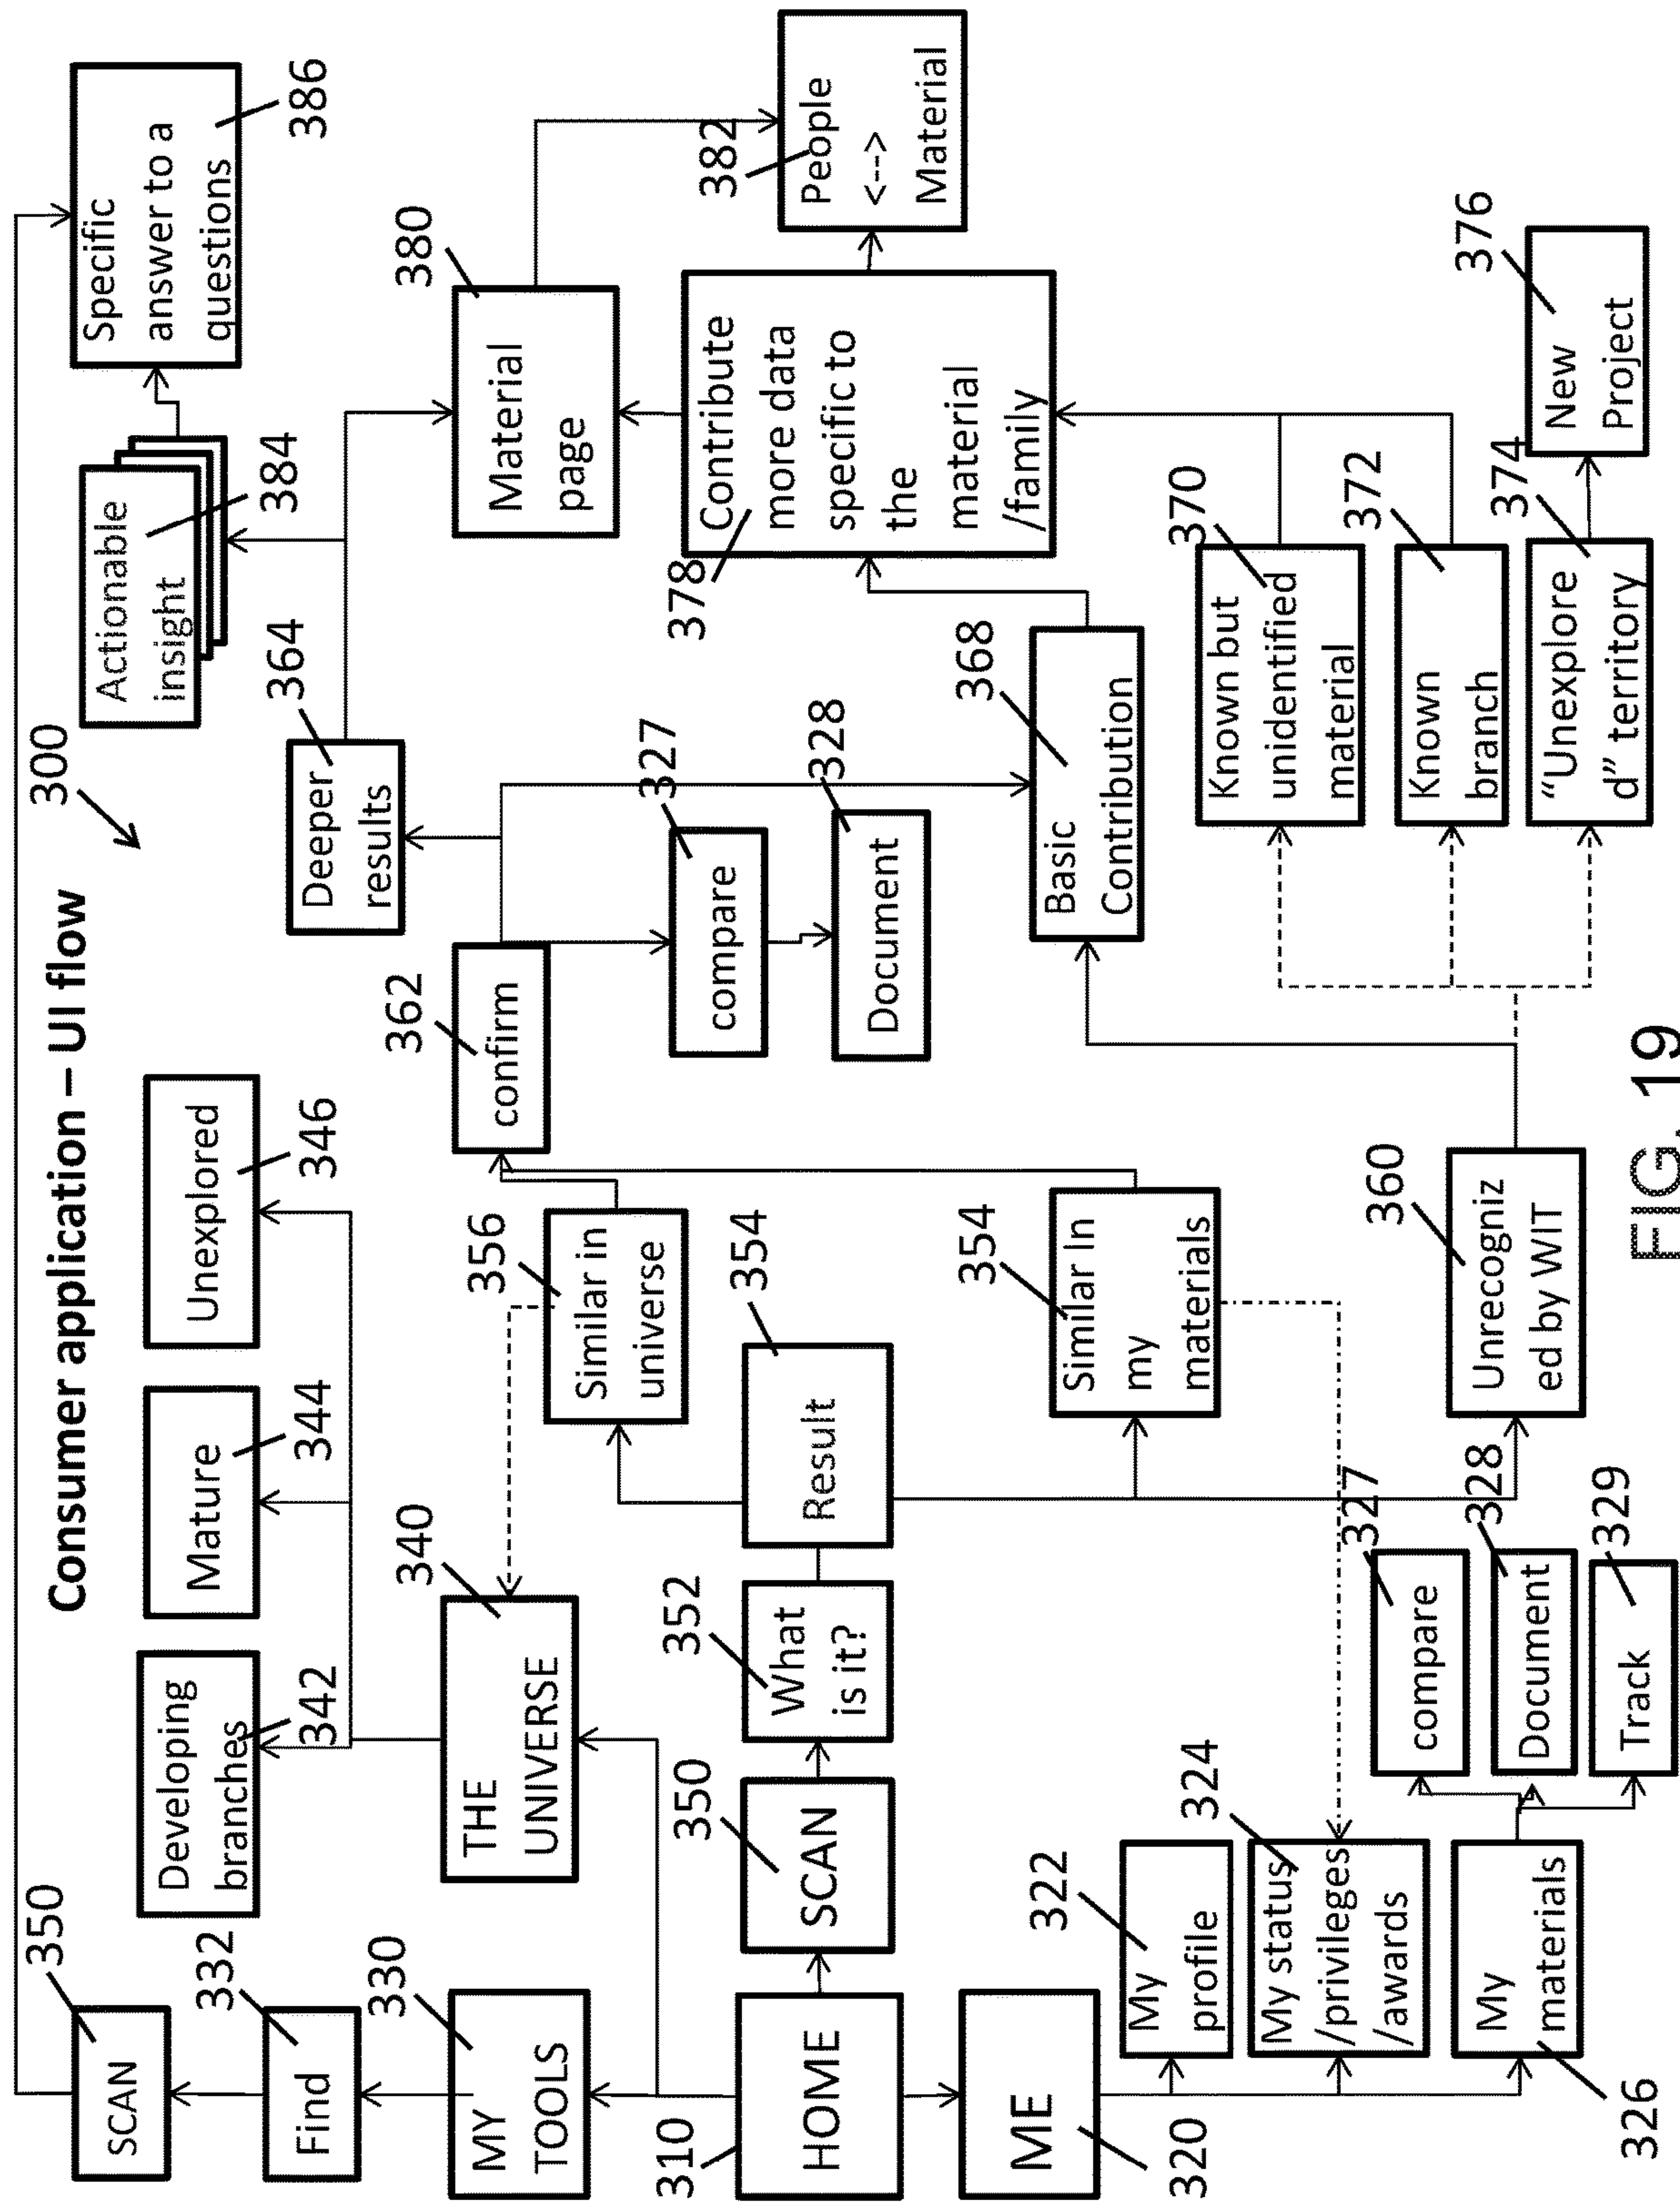 Consumer application – UI flow
300
350
SCAN
332
Find
330
MY
TOOLS
310
HOME
320
ME
Developing
branches
342
Mature
344
Unexplored
346
340
THE
UNIVERSE
350
SCAN
352
What
is it?
354
Result
356
Similar in
universe
354
Similar In
my
materials
360
Unrecogniz
ed by WIT
322
My
profile
324
My status
/privileges
/awards
326
My
materials
327
compare
328
Document
329
Track
362
confirm
364
Deeper
results
327
compare
328
Document
368
Basic
Contribution
370
Known but
unidentified
material
372
Known
branch
374
“Unexplore
d” territory
376
New
Project
378
Contribute
more data
specific to
the
material
/family
380
Material
page
382
People
<-->
Material
384
Actionable
insight
386
Specific
answer to a
questions
FIG. 19